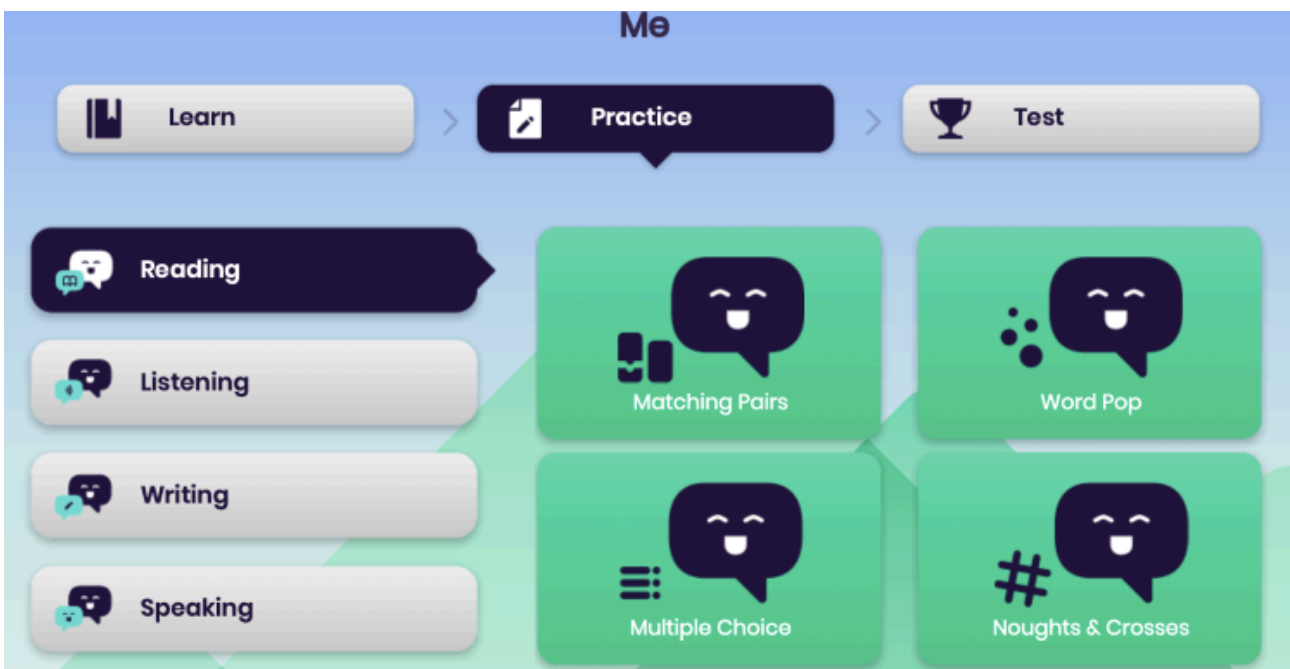 Me
Learn
Practice
Test
Reading
Listening
Writing
Speaking
Matching Pairs
Word Pop
Multiple Choice
Noughts & Crosses